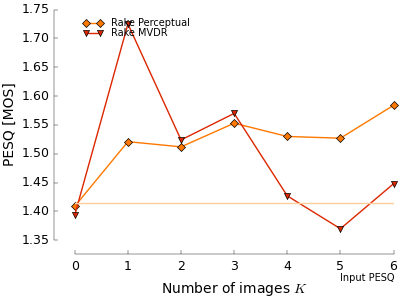 1.75
Rake Perceptual
Rake MVDR
1.70
1.65
1.60
1.55
1.50
1.45
1.40
1.35
PESQ [MOS]
0 1 2 3 4 5 6
Input PESQ
Number of images K